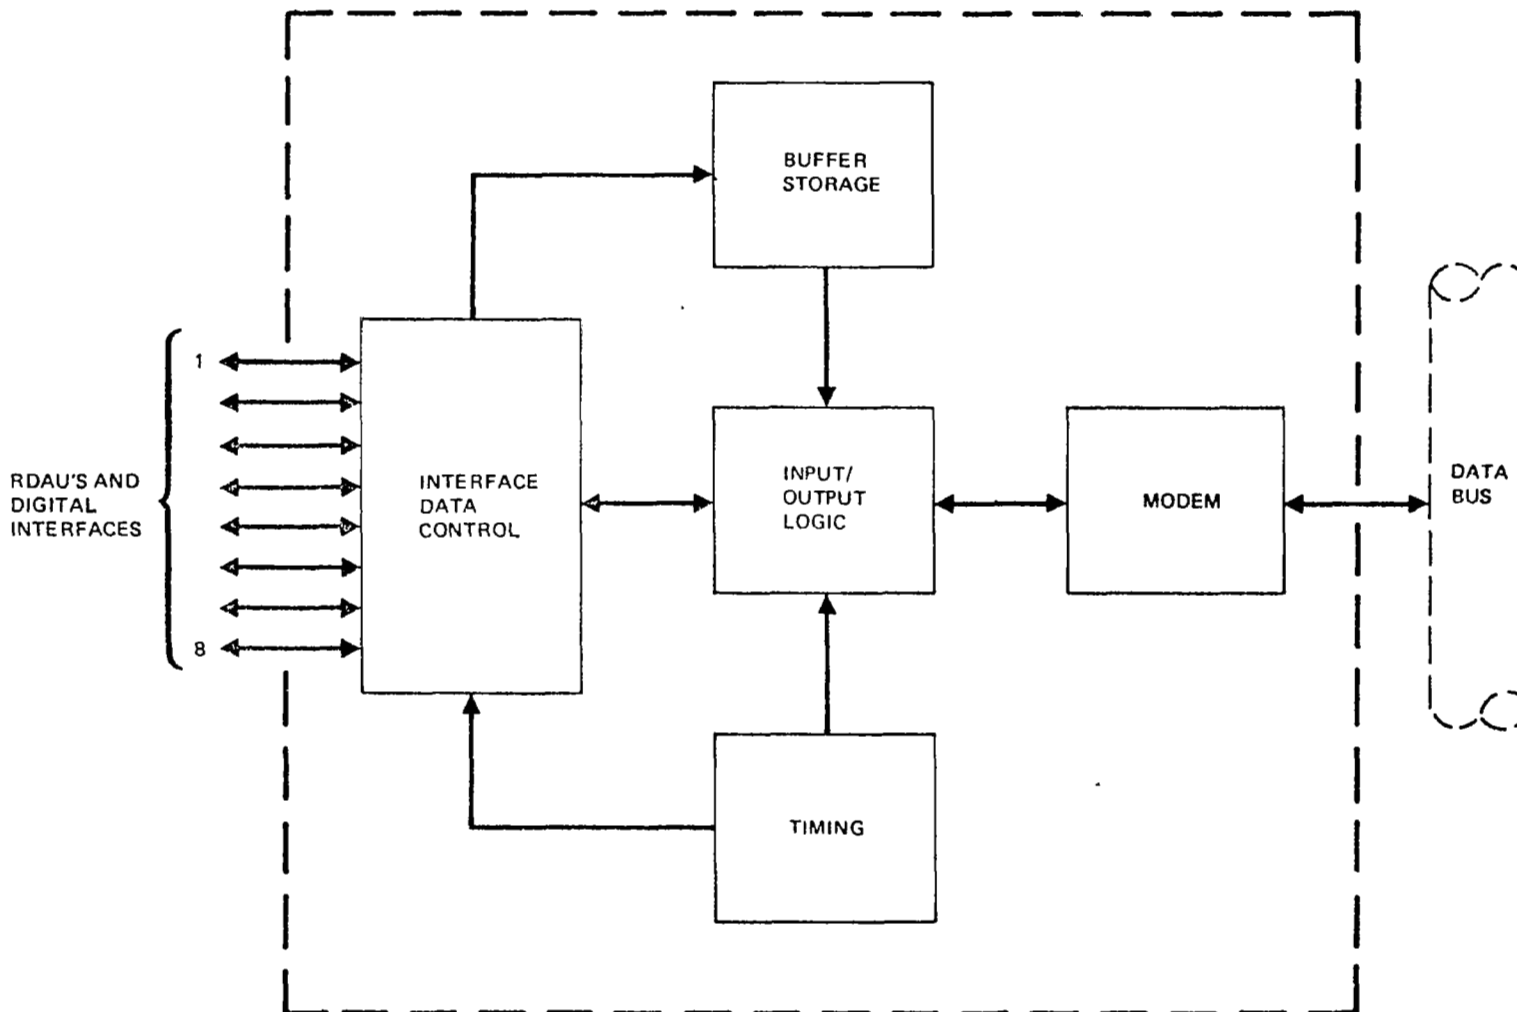 BUFFER
STORAGE
1
8
RDAU'S AND
DIGITAL
INTERFACES
INTERFACE
DATA
CONTROL
INPUT/
OUTPUT
LOGIC
MODEM
DATA
BUS
TIMING